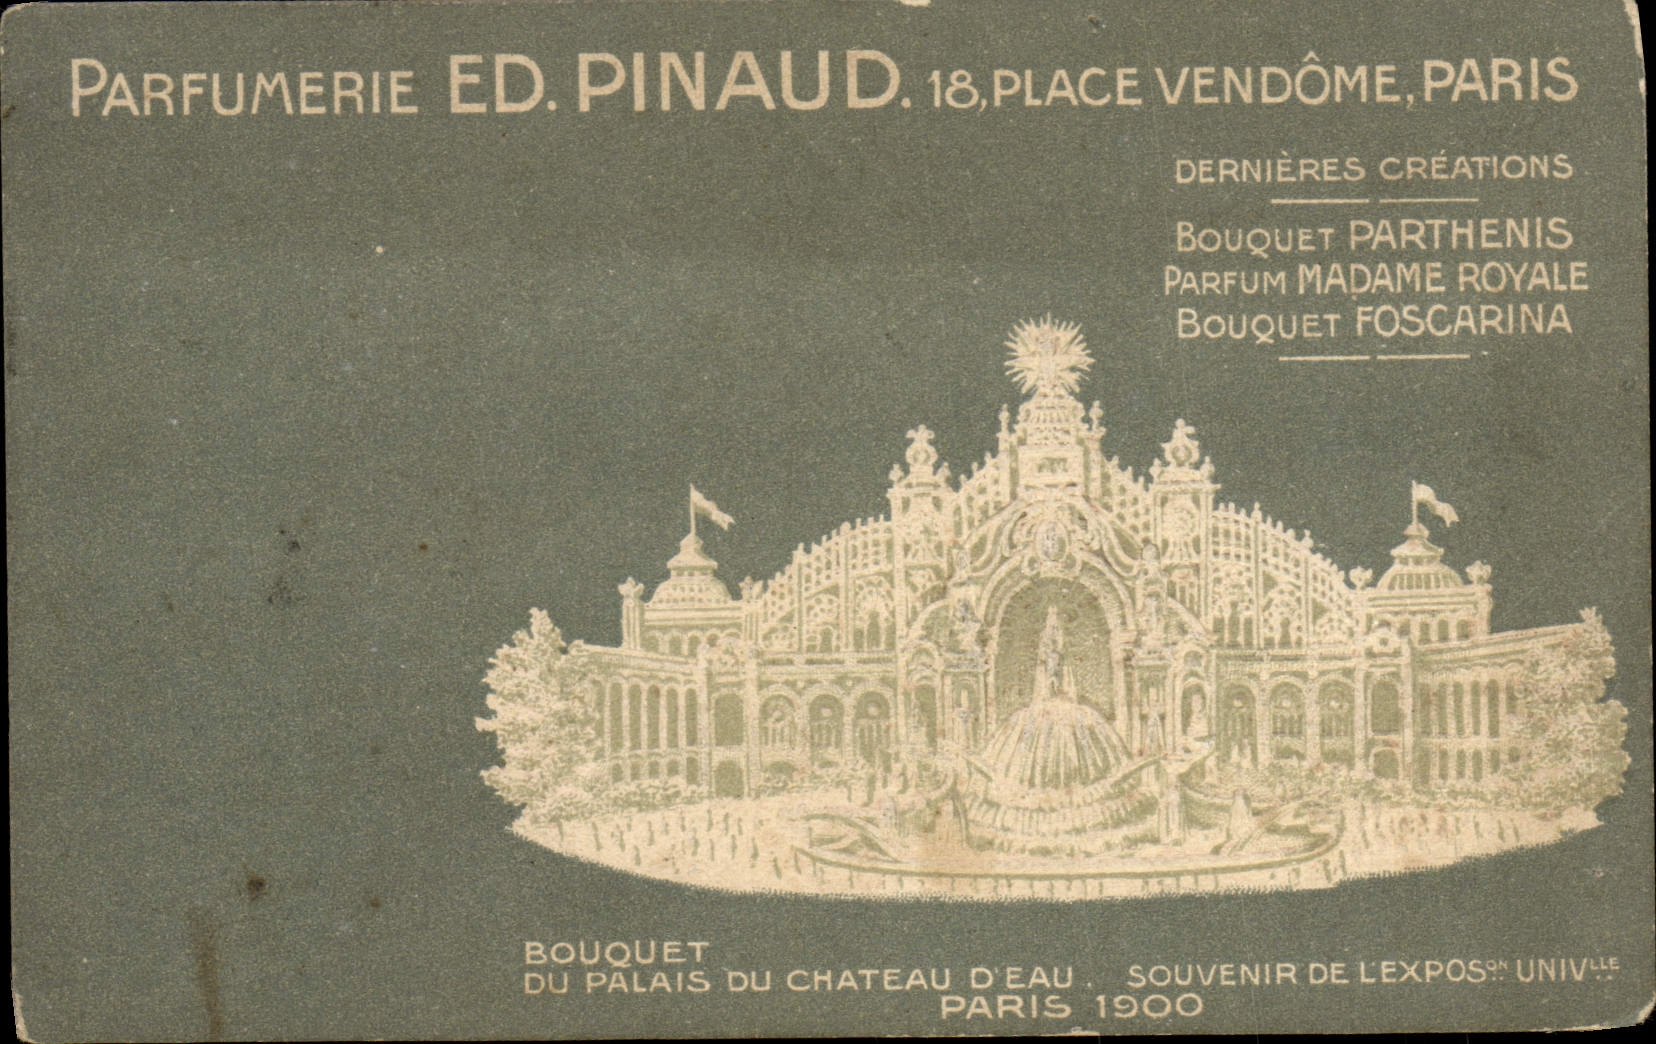 PARFUMERIE ED. PINAUD. 18, PLACE VENDÔME, PARIS
DERNIÈRES CRÉATIONS
BOUQUET PARTHENIS
PARFUM MADAME ROYALE
BOUQUET FOSCARINA
BOUQUET
DU PALAIS DU CHATEAU D'EAU. SOUVENIR DE L'EXPOSON UNIVLLE
PARIS 1900